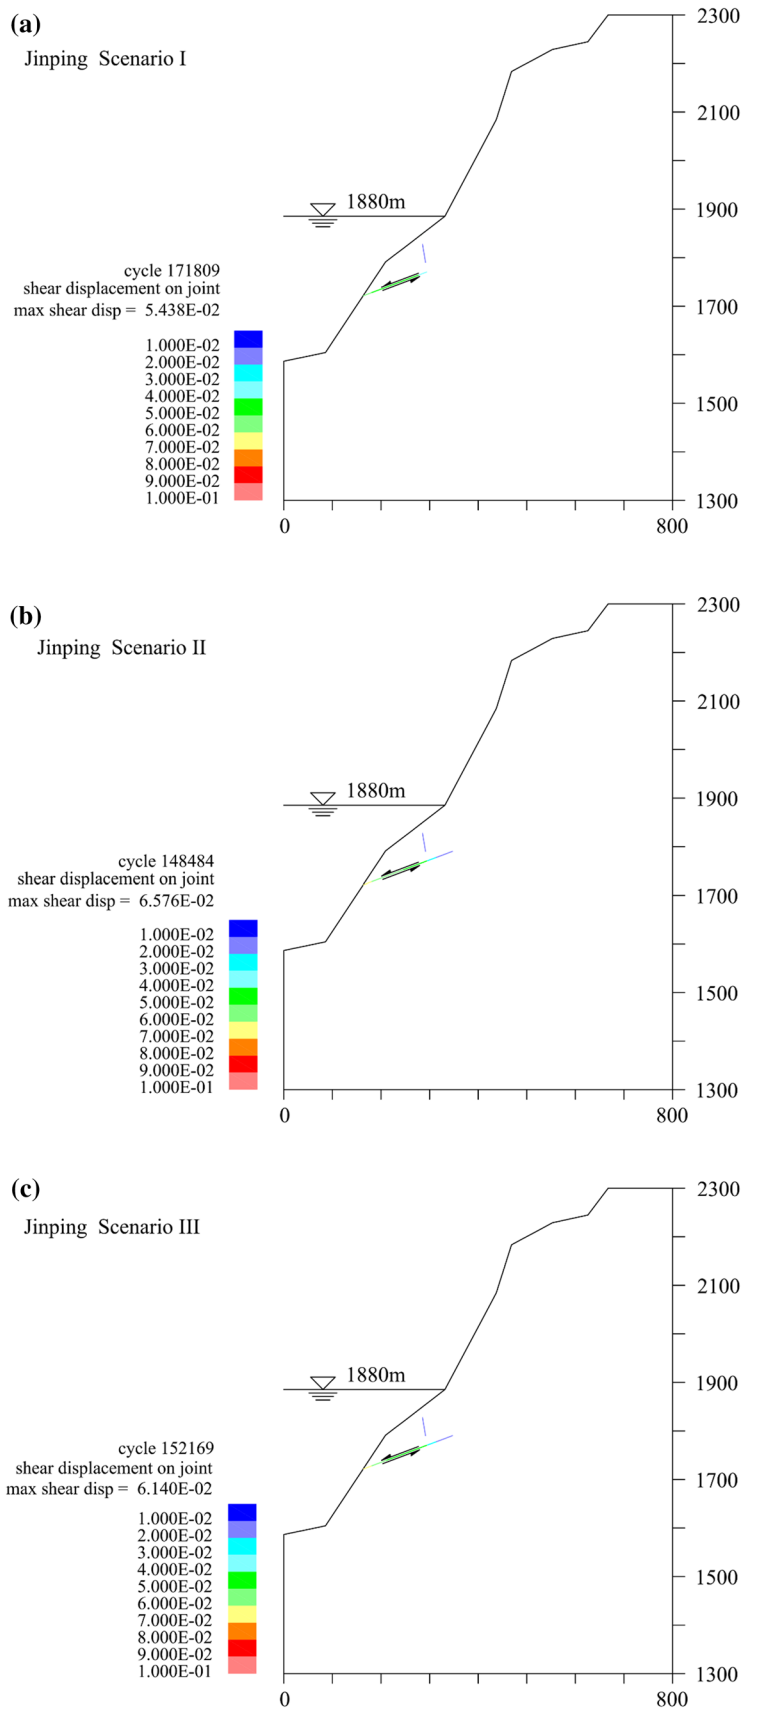 (a)
Jinping Scenario I
2300
2100
1900
1700
1500
1300
1880m
cycle 171809
shear displacement on joint
max shear disp = 5.438E-02
1.000E-02
2.000E-02
3.000E-02
4.000E-02
5.000E-02
6.000E-02
7.000E-02
8.000E-02
9.000E-02
1.000E-01
0
800
(b)
Jinping Scenario II
2300
2100
1900
1700
1500
1300
1880m
cycle 148484
shear displacement on joint
max shear disp = 6.576E-02
1.000E-02
2.000E-02
3.000E-02
4.000E-02
5.000E-02
6.000E-02
7.000E-02
8.000E-02
9.000E-02
1.000E-01
0
800
(c)
Jinping Scenario III
2300
2100
1900
1700
1500
1300
1880m
cycle 152169
shear displacement on joint
max shear disp = 6.140E-02
1.000E-02
2.000E-02
3.000E-02
4.000E-02
5.000E-02
6.000E-02
7.000E-02
8.000E-02
9.000E-02
1.000E-01
0
800